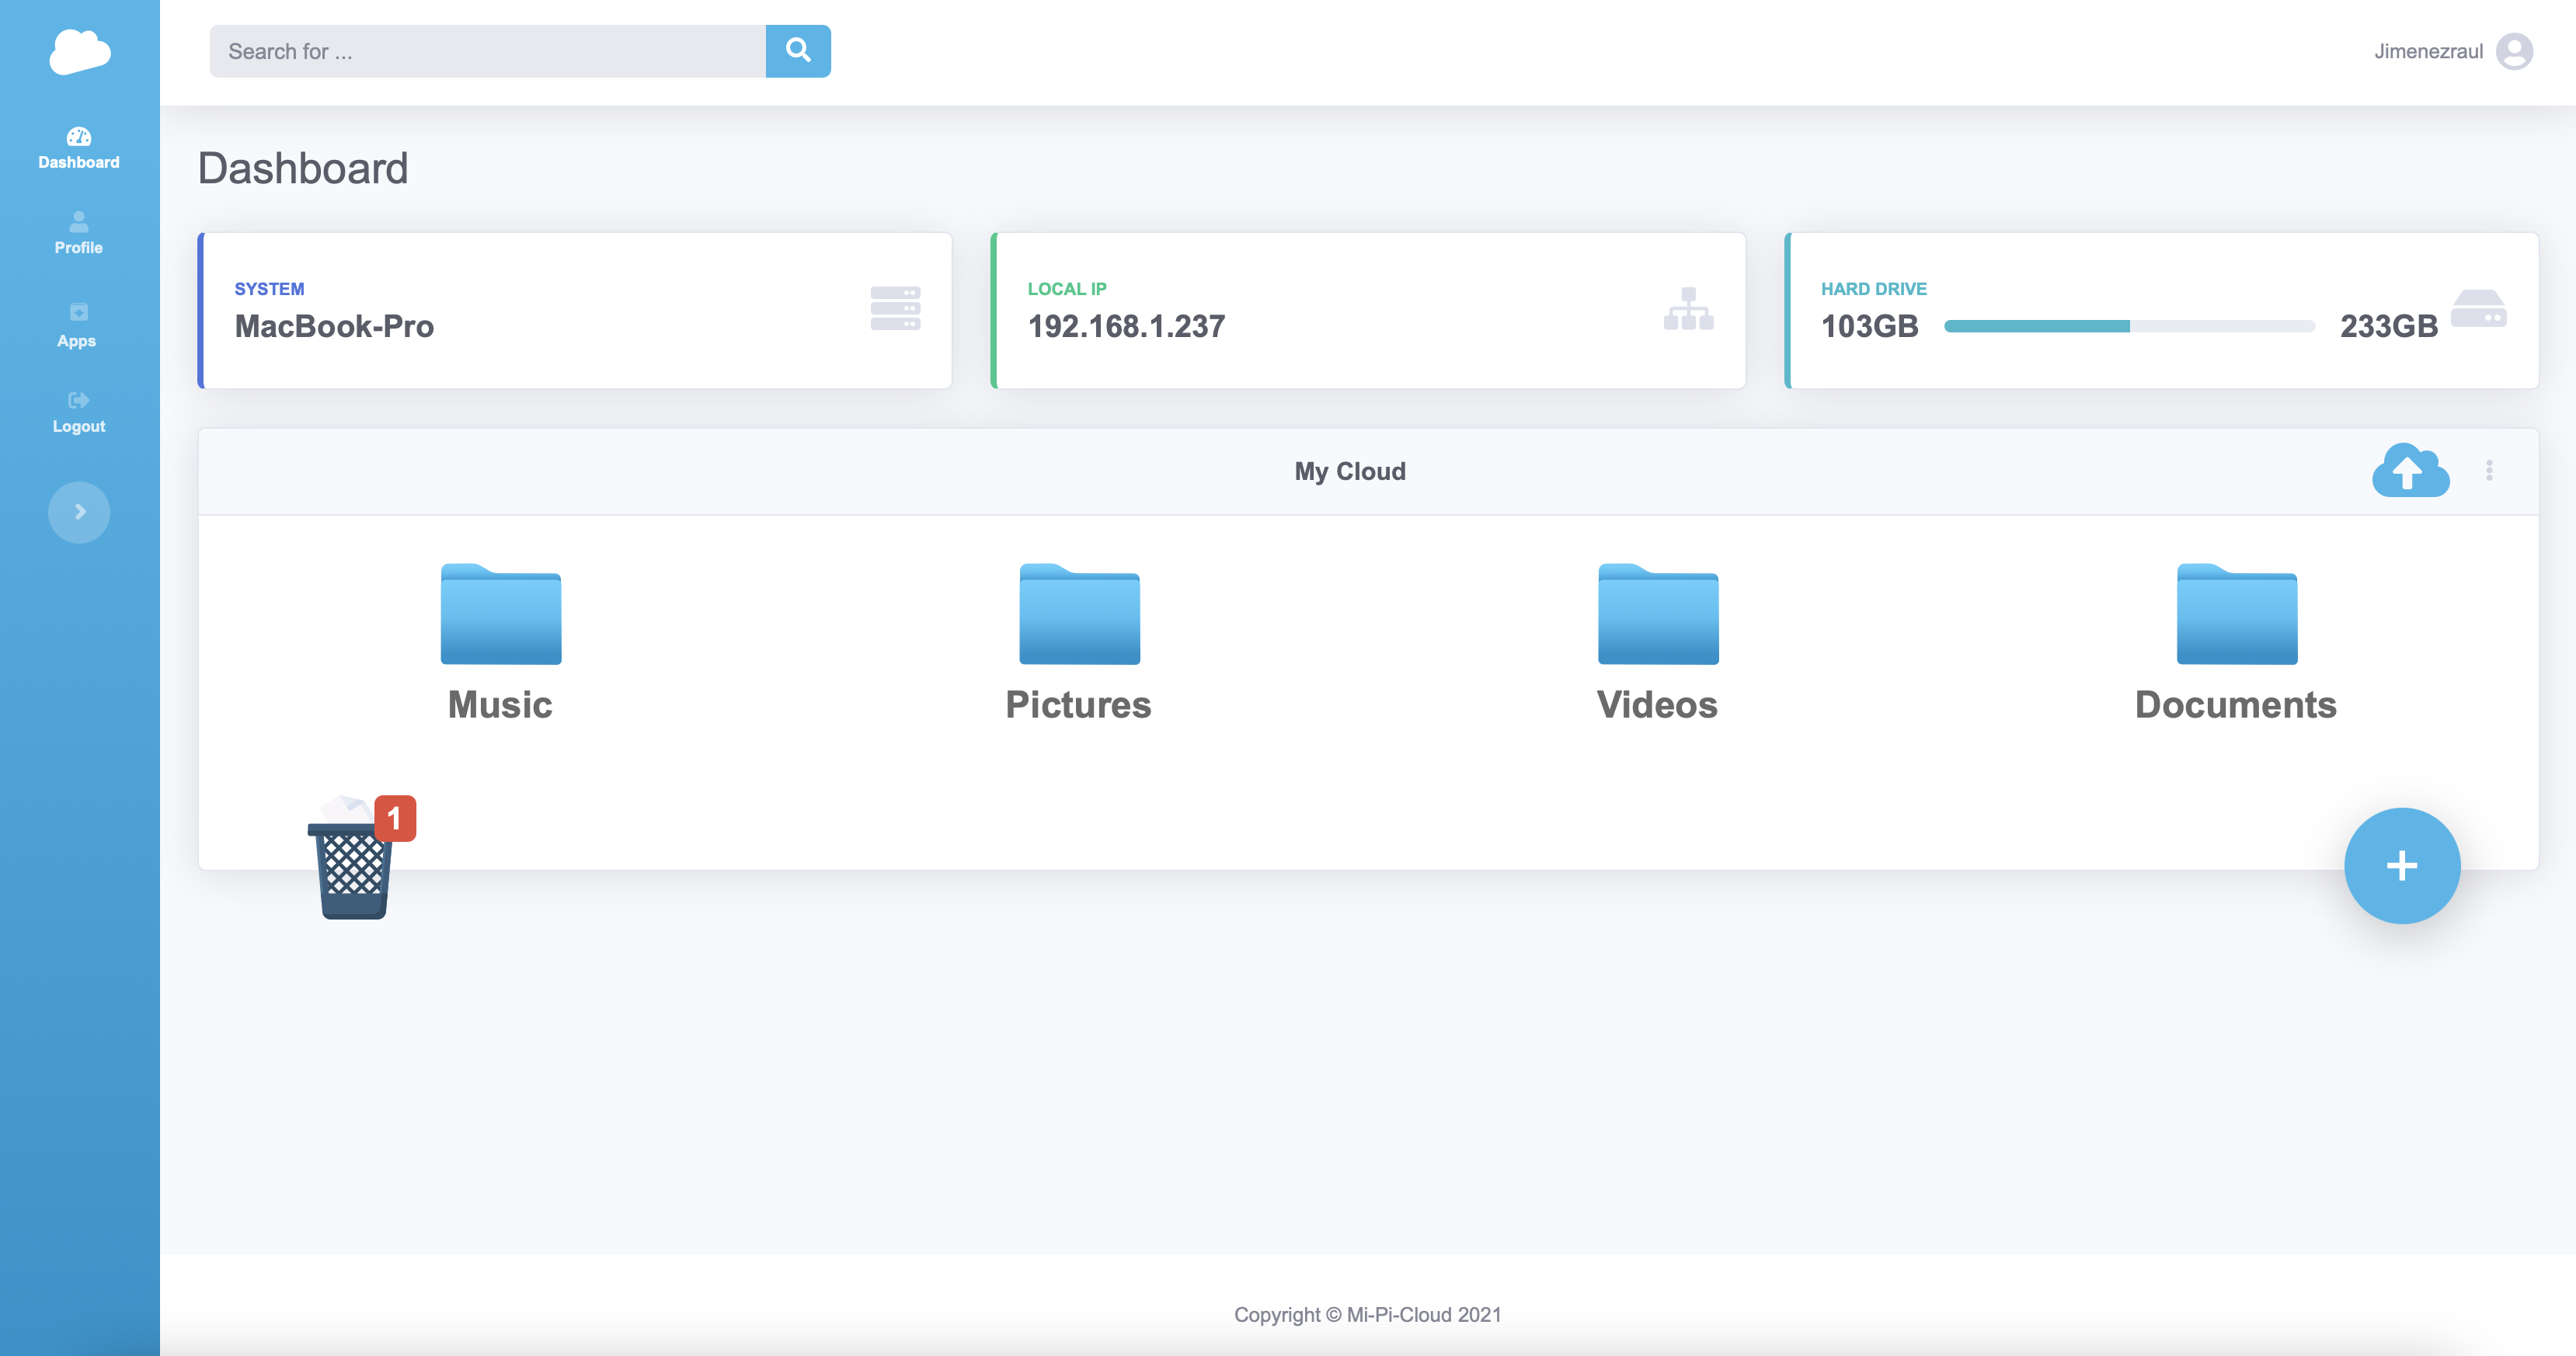 Search for ...
Jimenezraul
Dashboard
Profile
Apps
Logout
Dashboard
SYSTEM
MacBook-Pro
LOCAL IP
192.168.1.237
HARD DRIVE
103GB
233GB
My Cloud
Music
Pictures
Videos
Documents
1
Copyright © Mi-Pi-Cloud 2021